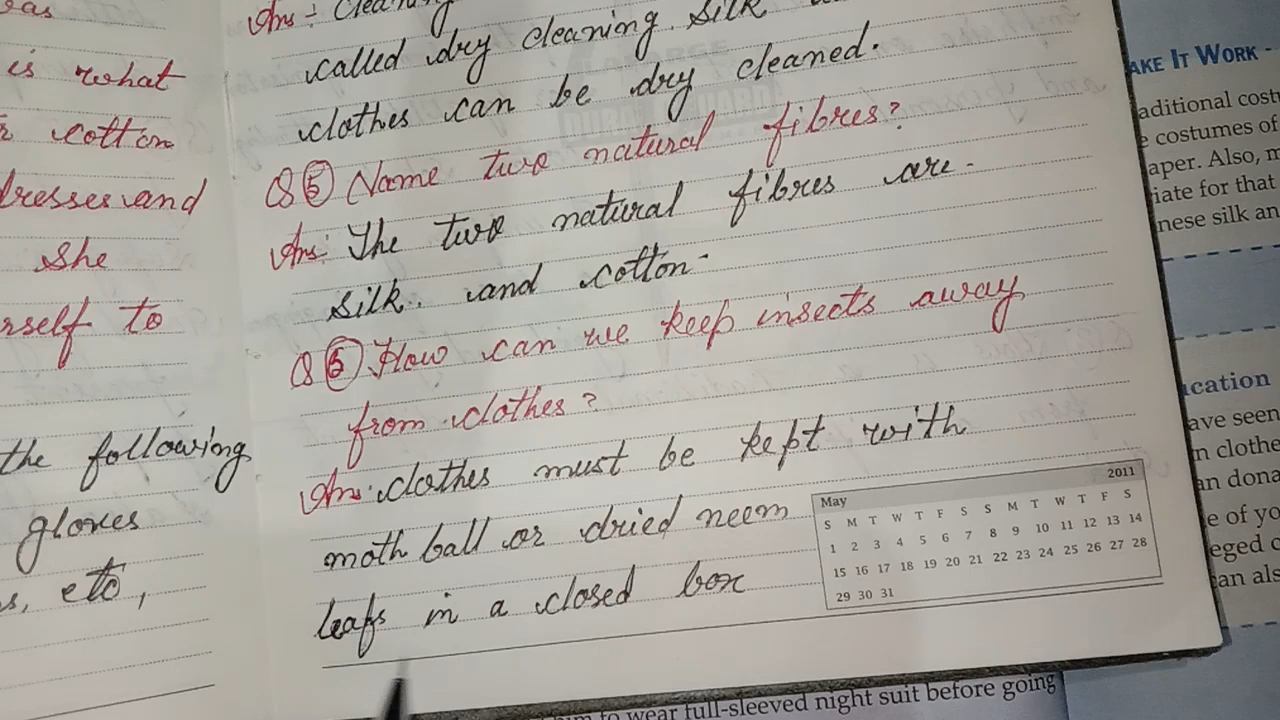 is what
cotton
dresses and
She
rself to
the following
gloves
s, etc,
Ans:- Cleaning
called dry cleaning. Silk
clothes can be dry cleaned.
Q5 Name two natural fibres?
Ans: The two natural fibres are.
silk. and cotton.
Q6 How can we keep insects away
from clothes?
Ans. clothes must be kept with
moth ball or dried neem
leafs in a closed box
May 2011
S M T W T F S S M T W T F S
1 2 3 4 5 6 7 8 9 10 11 12 13 14
15 16 17 18 19 20 21 22 23 24 25 26 27 28
29 30 31
AKE IT WORK -
aditional cost
e costumes of
aper. Also, m
iate for that
nese silk an
ication
ave seen
n clothe
an dona
e of yo
eged c
an als
to wear full-sleeved night suit before going